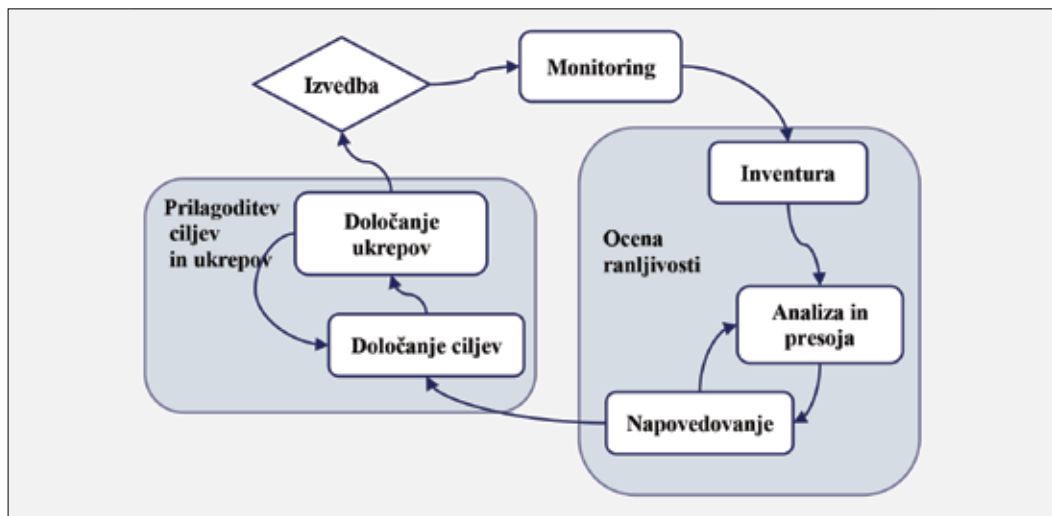 Izvedba
Monitoring
Inventura
Prilagoditev
ciljev
in ukrepov
Določanje
ukrepov
Ocena
ranljivosti
Analiza in
presoja
Določanje ciljev
Napovedovanje